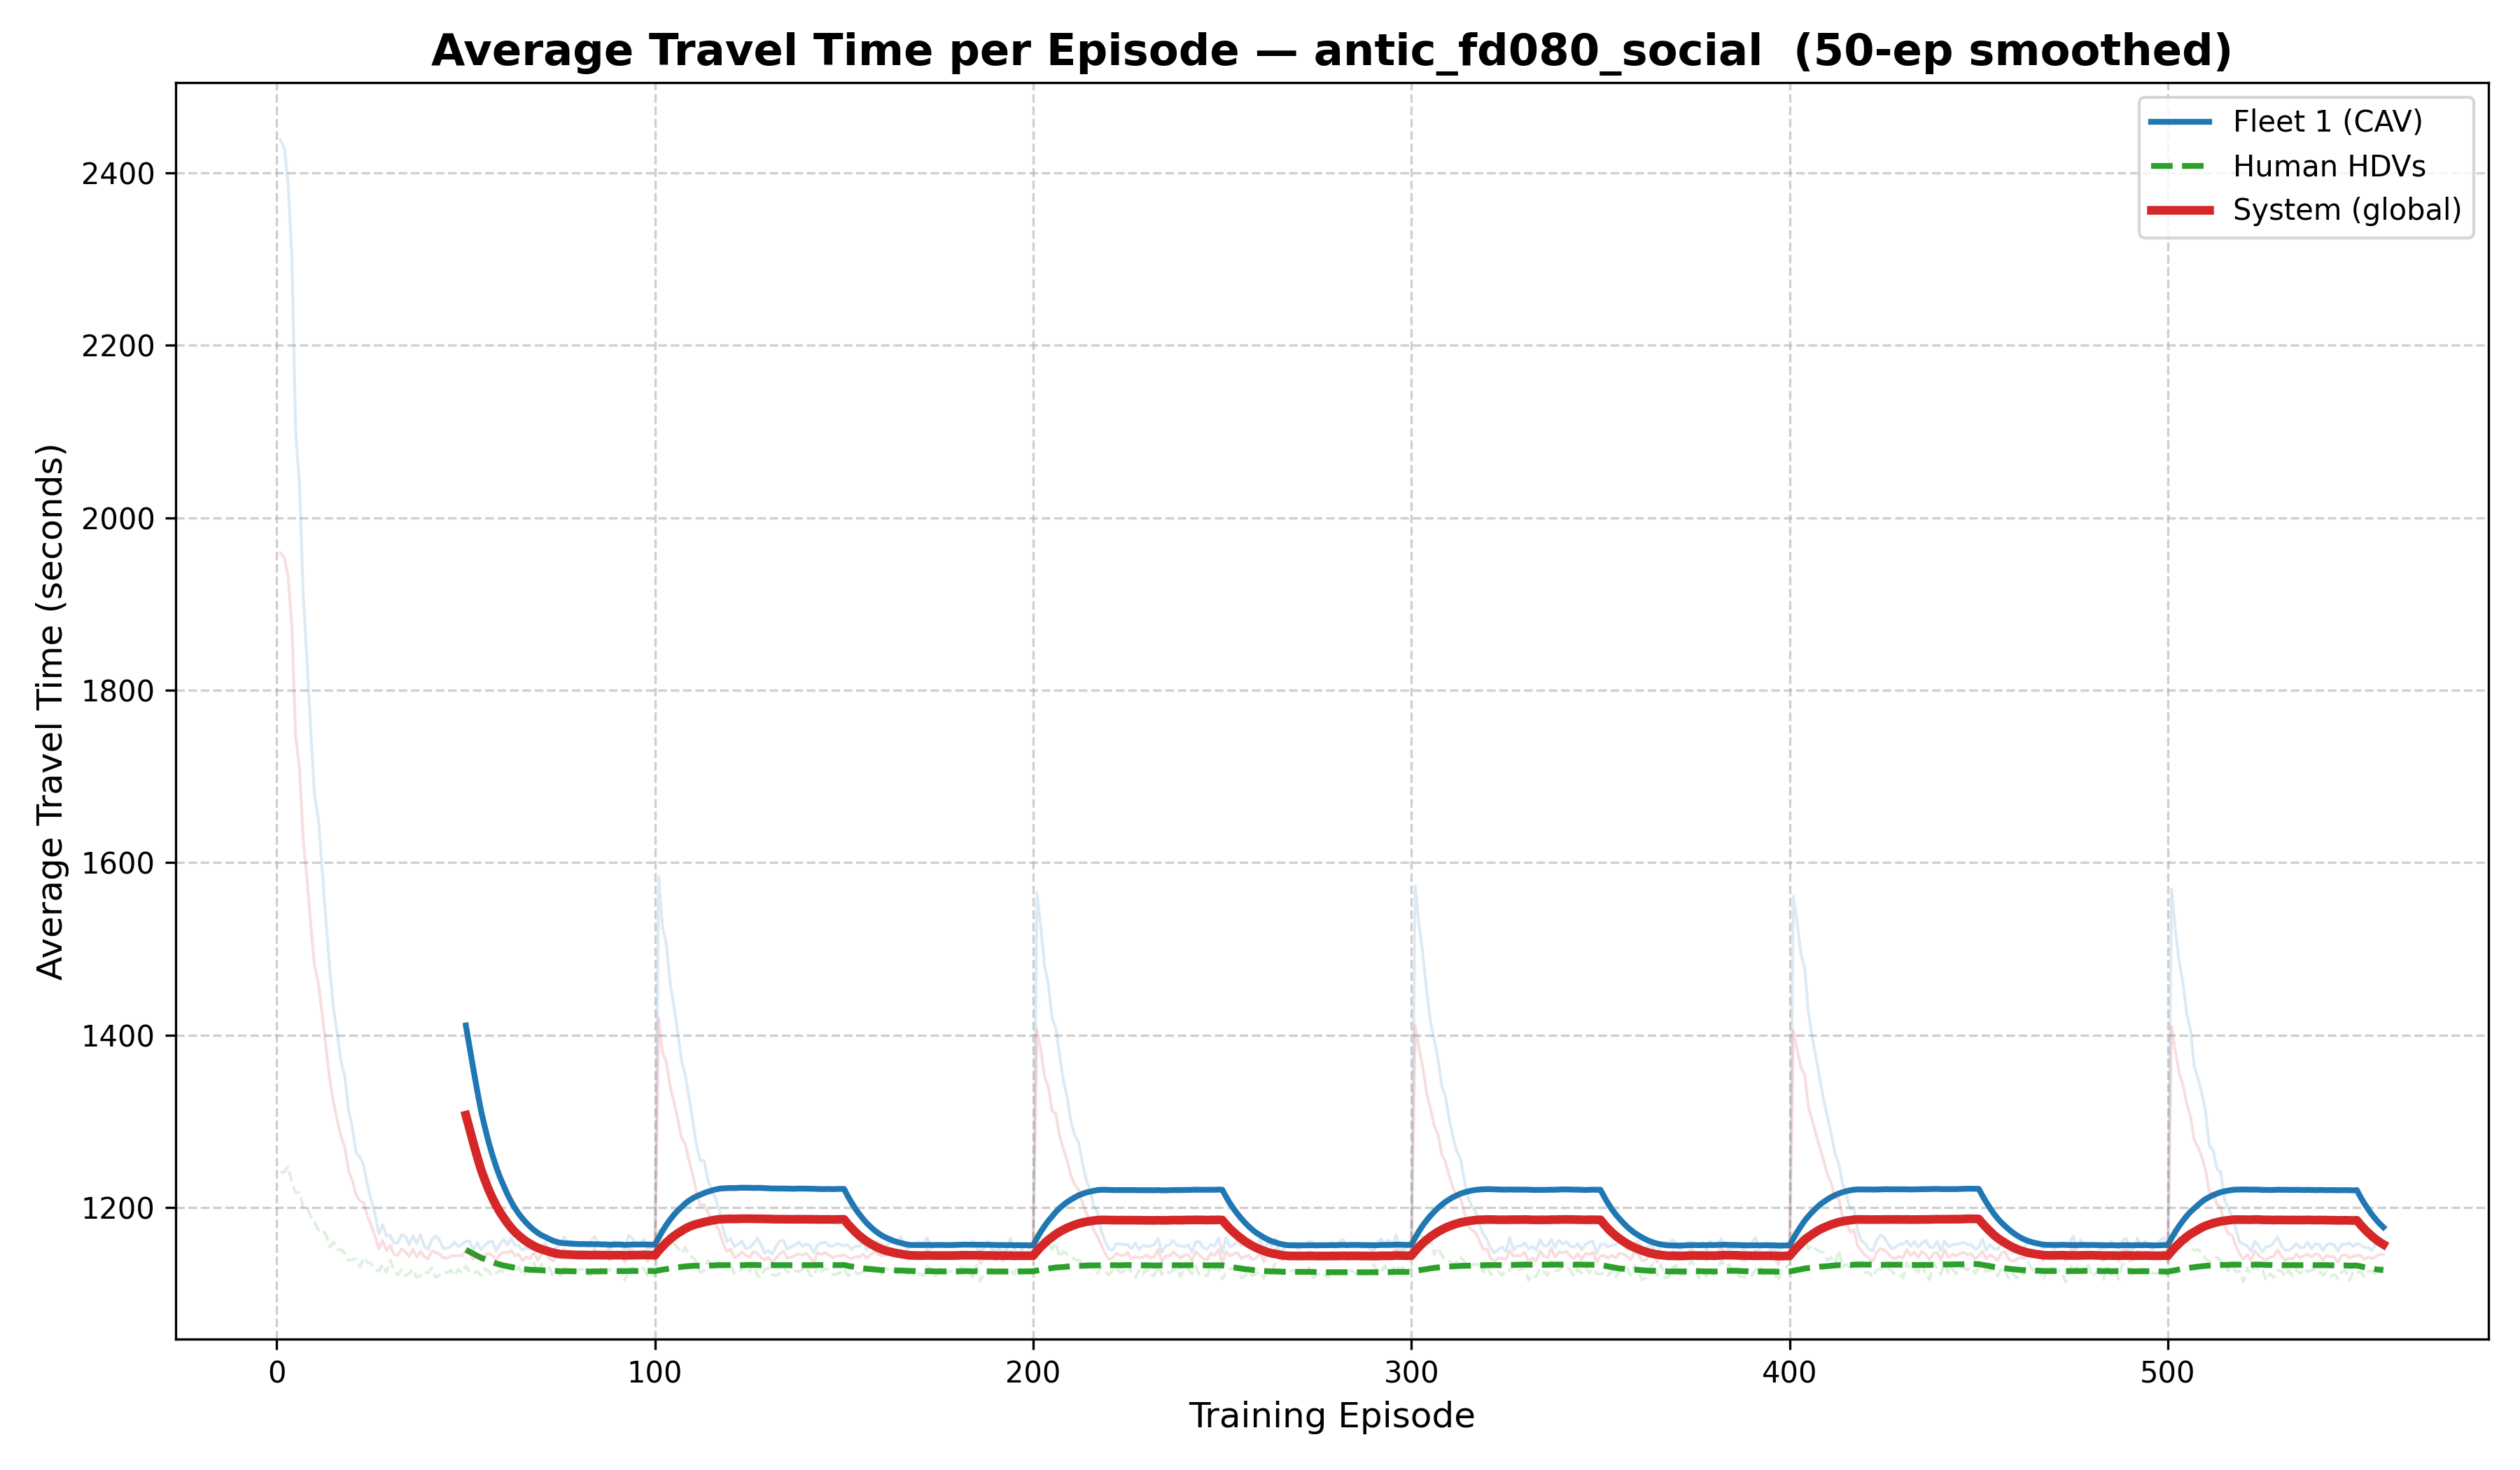 Average Travel Time per Episode — antic_fd080_social (50-ep smoothed)
Fleet 1 (CAV)
Human HDVs
System (global)
Average Travel Time (seconds)
2400
2200
2000
1800
1600
1400
1200
0 100 200 300 400 500
Training Episode